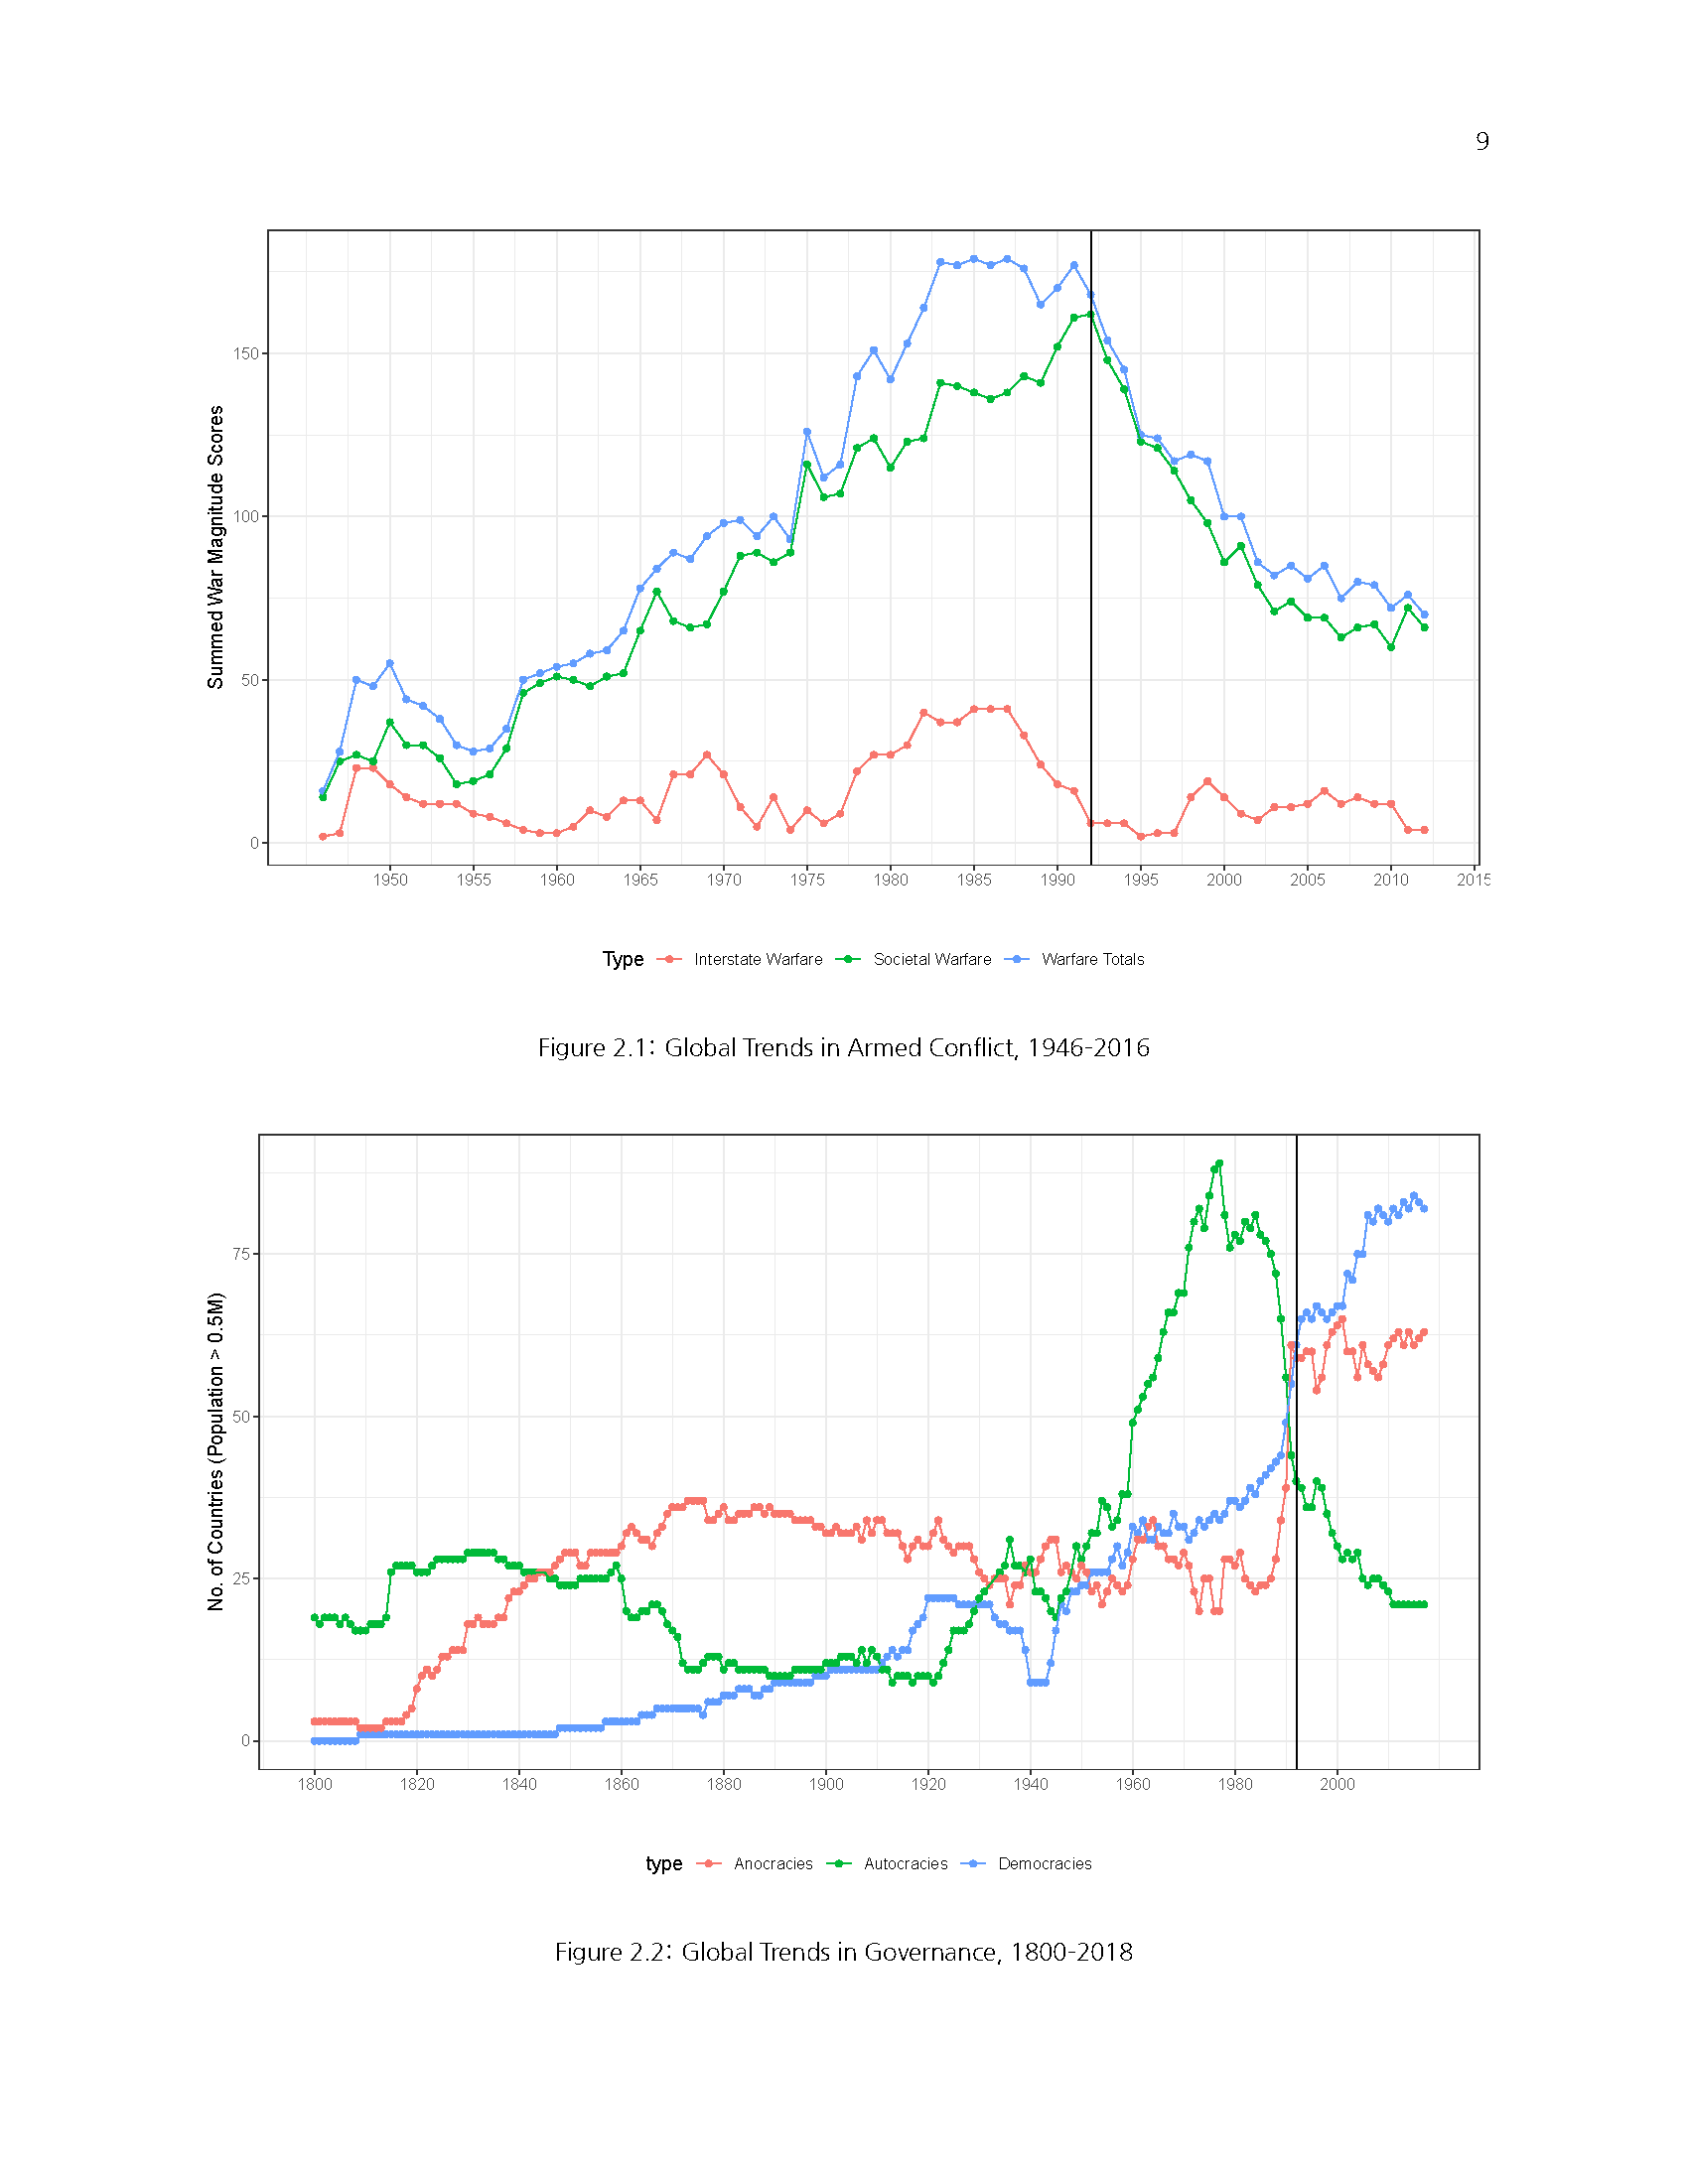 9
Summed War Magnitude Scores
150
100
50
0
1950 1955 1960 1965 1970 1975 1980 1985 1990 1995 2000 2005 2010 2015
Type Interstate Warfare Societal Warfare Warfare Totals
Figure 2.1: Global Trends in Armed Conflict, 1946-2016
No. of Countries (Population > 0.5M)
75
50
25
0
1800 1820 1840 1860 1880 1900 1920 1940 1960 1980 2000
type Anocracies Autocracies Democracies
Figure 2.2: Global Trends in Governance, 1800-2018